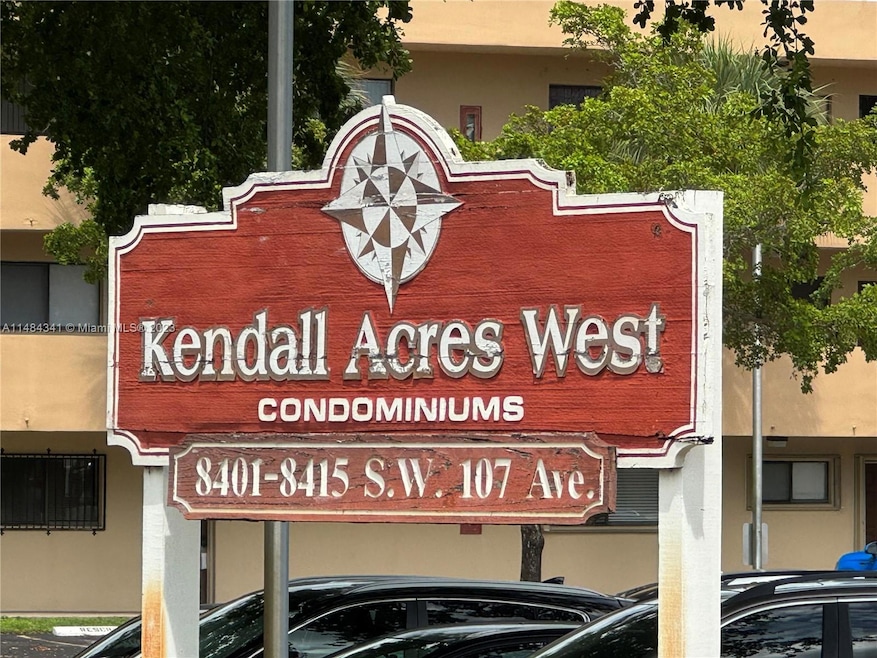 Kendall Acres West
CONDOMINIUMS
8401-8415 S.W. 107 Ave.
A11484341 © Miami MLS® 2023